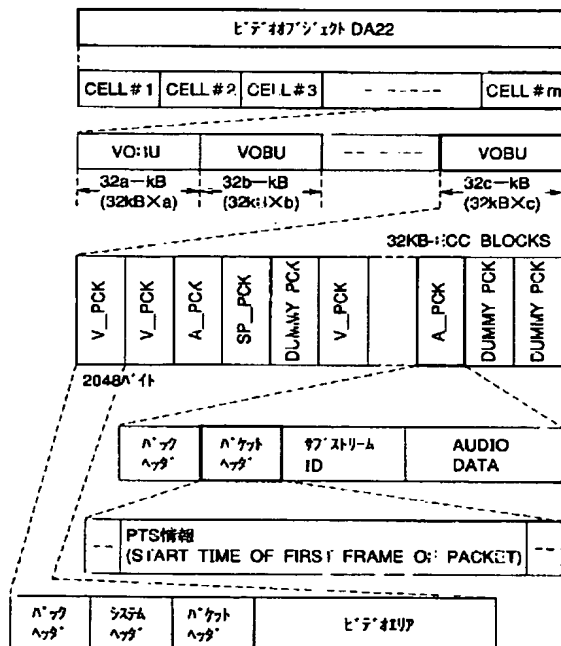 ビデオオブジェクト DA22
CELL#1 CELL#2 CELL#3 CELL#m
VOBU VOBU VOBU
32a-kB 32b-kB 32c-kB
(32kB×a) (32kB×b) (32kB×c)
32KB-ECC BLOCKS
V_PCK V_PCK A_PCK SP_PCK DUMMY PCK V_PCK A_PCK DUMMY PCK DUMMY PCK
2048バイト
パック パケット サブストリーム AUDIO
ヘッダ ヘッダ ID DATA
PTS情報
(START TIME OF FIRST FRAME OF PACKET)
パック システム パケット ビデオエリア
ヘッダ ヘッダ ヘッダ